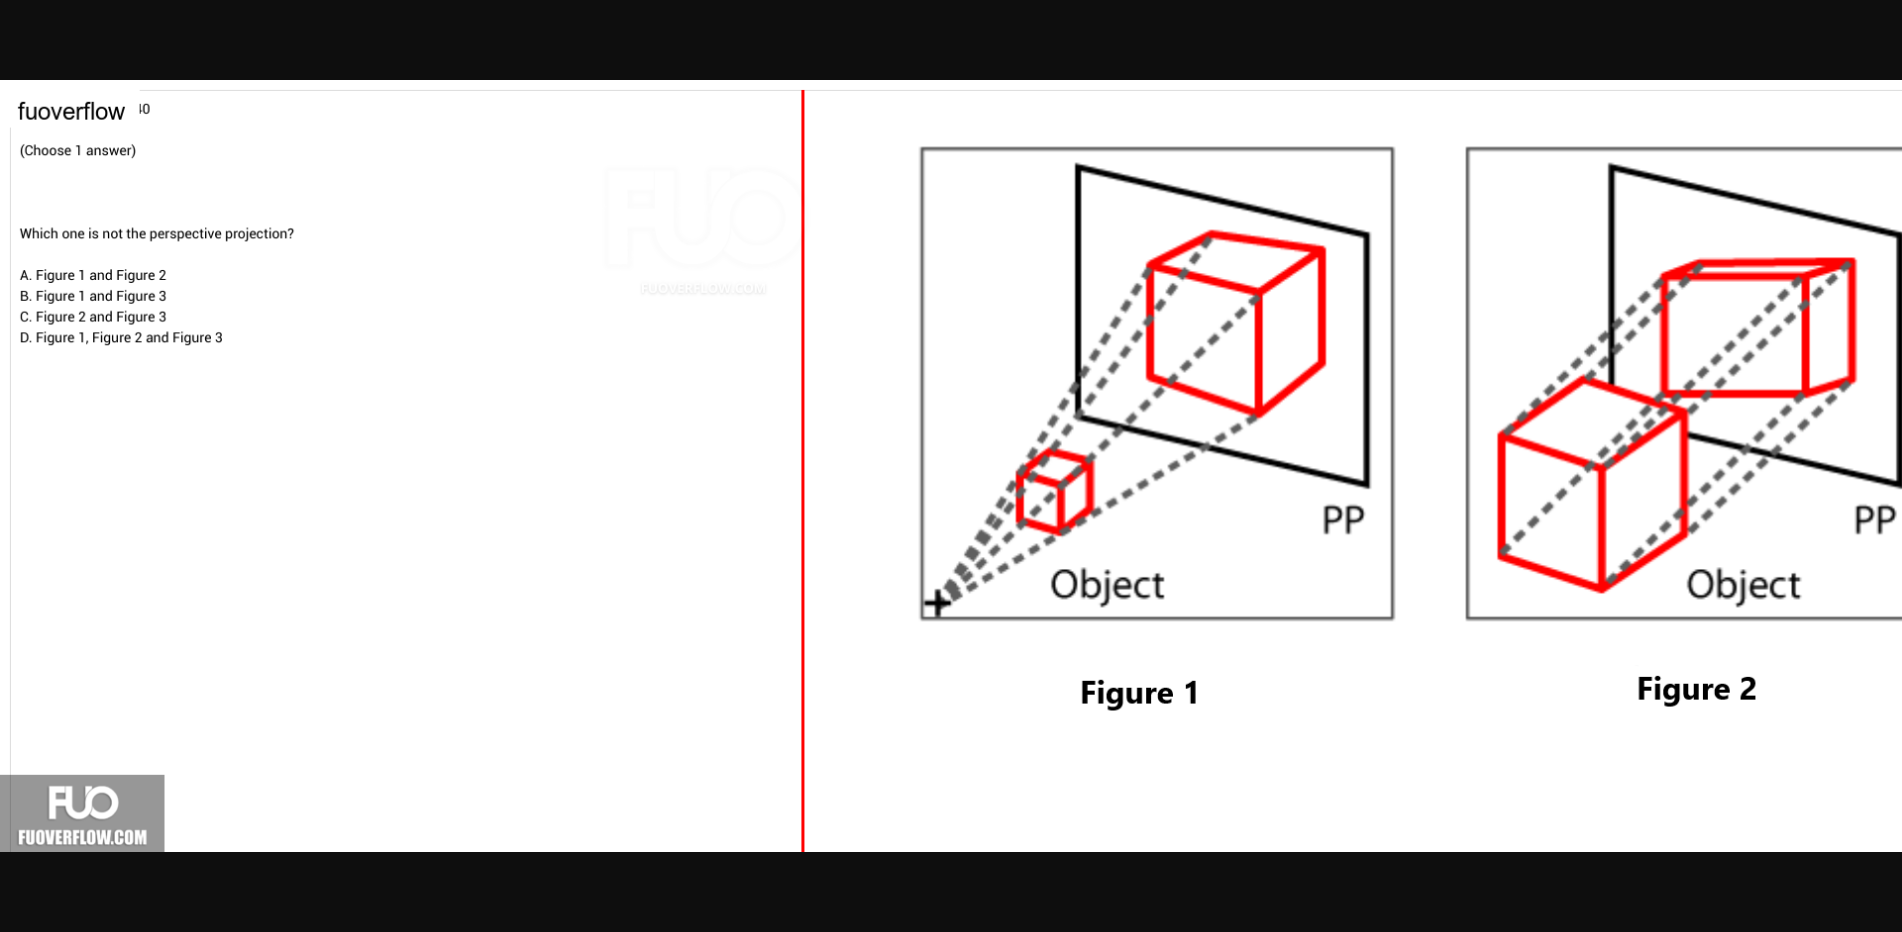 fuoverflow
40
(Choose 1 answer)
FUO
FUOVERFLOW.COM
Which one is not the perspective projection?
A. Figure 1 and Figure 2
B. Figure 1 and Figure 3
C. Figure 2 and Figure 3
D. Figure 1, Figure 2 and Figure 3
PP
Object
Figure 1
PP
Object
Figure 2
FUO
FUOVERFLOW.COM